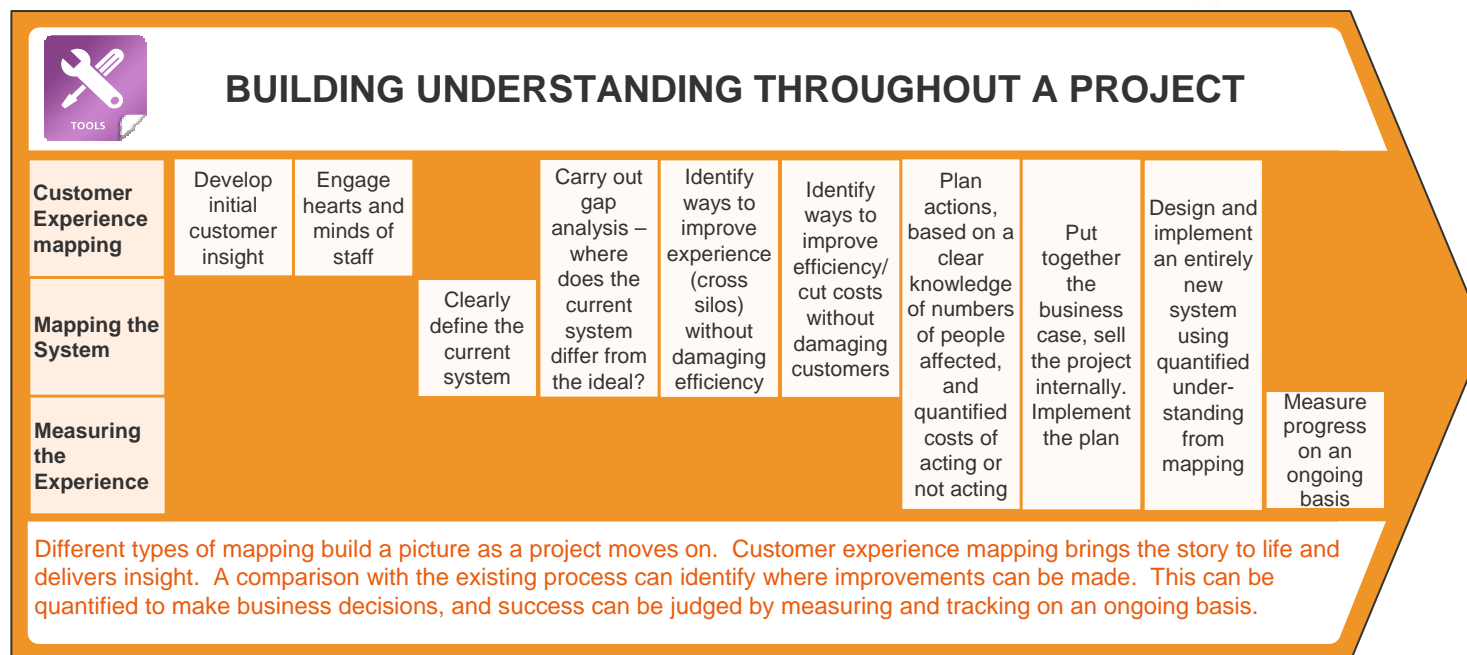 TOOLS
BUILDING UNDERSTANDING THROUGHOUT A PROJECT
Customer
Experience
mapping
Mapping the
System
Measuring
the
Experience
Develop
initial
customer
insight
Engage
hearts and
minds of
staff
Clearly
define the
current
system
Carry out
gap
analysis –
where
does the
current
system
differ from
the ideal?
Identify
ways to
improve
experience
(cross
silos)
without
damaging
efficiency
Identify
ways to
improve
efficiency/
cut costs
without
damaging
customers
Plan
actions,
based on a
clear
knowledge
of numbers
of people
affected,
and
quantified
costs of
acting or
not acting
Put
together
the
business
case, sell
the project
internally.
Implement
the plan
Design and
implement
an entirely
new
system
using
quantified
under-
standing
from
mapping
Measure
progress
on an
ongoing
basis
Different types of mapping build a picture as a project moves on.  Customer experience mapping brings the story to life and
delivers insight.  A comparison with the existing process can identify where improvements can be made.  This can be
quantified to make business decisions, and success can be judged by measuring and tracking on an ongoing basis.